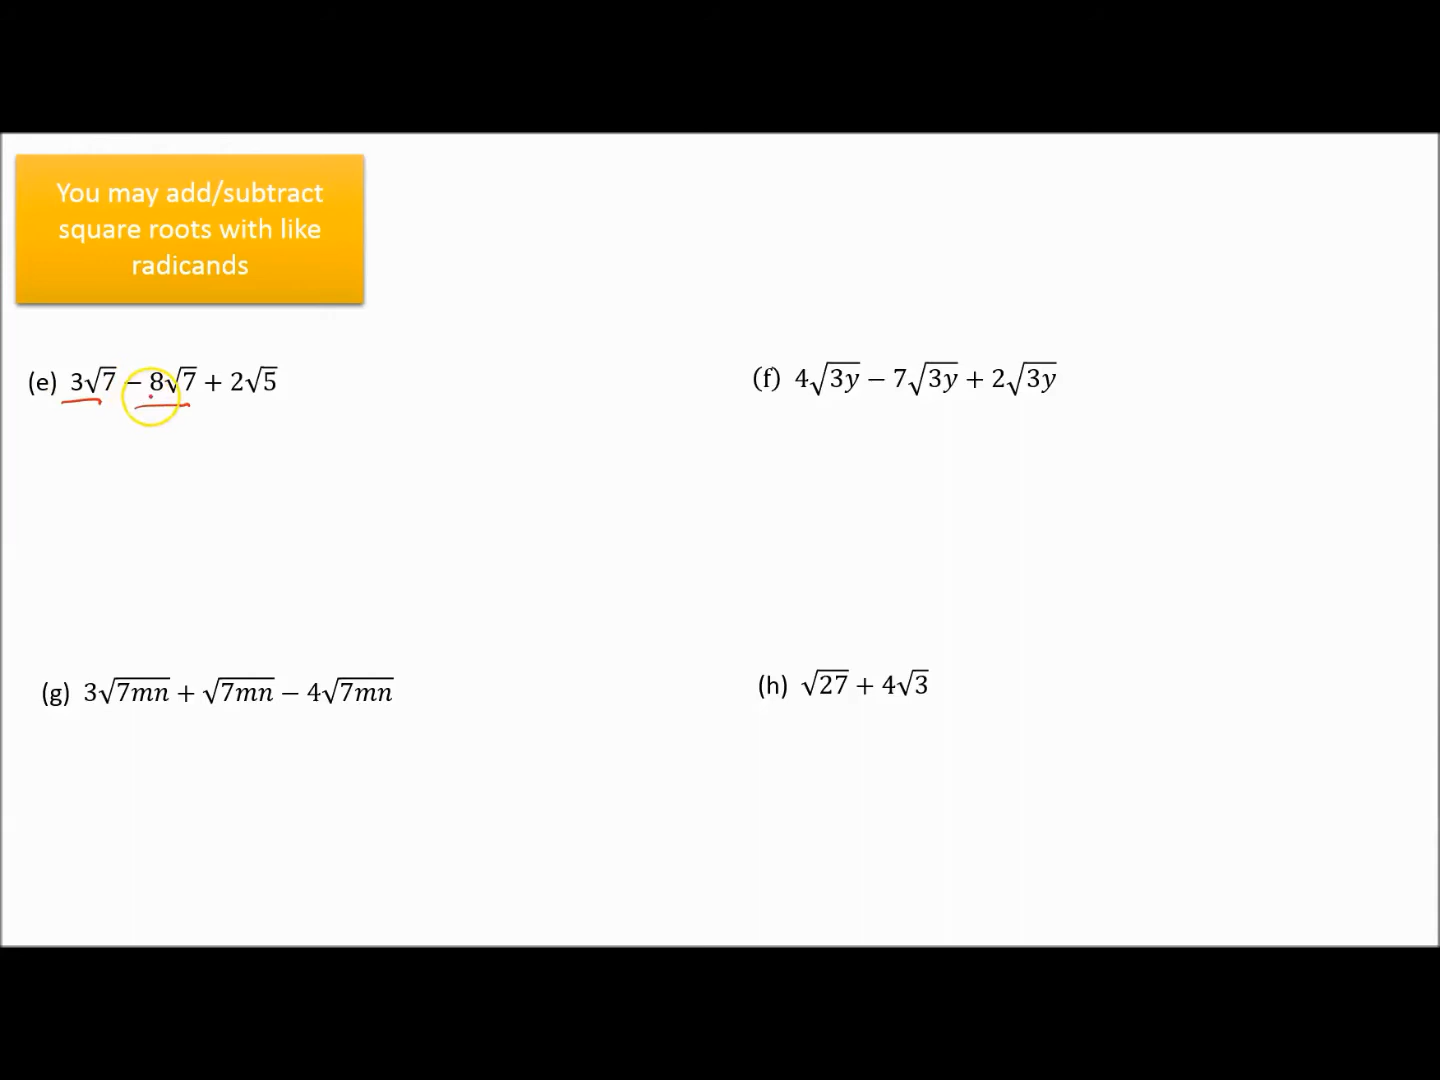 You may add/subtract
square roots with like
radicands
(e) 3√7 − 8√7 + 2√5
(f) 4√3y − 7√3y + 2√3y
(g) 3√7mn + √7mn − 4√7mn
(h) √27 + 4√3